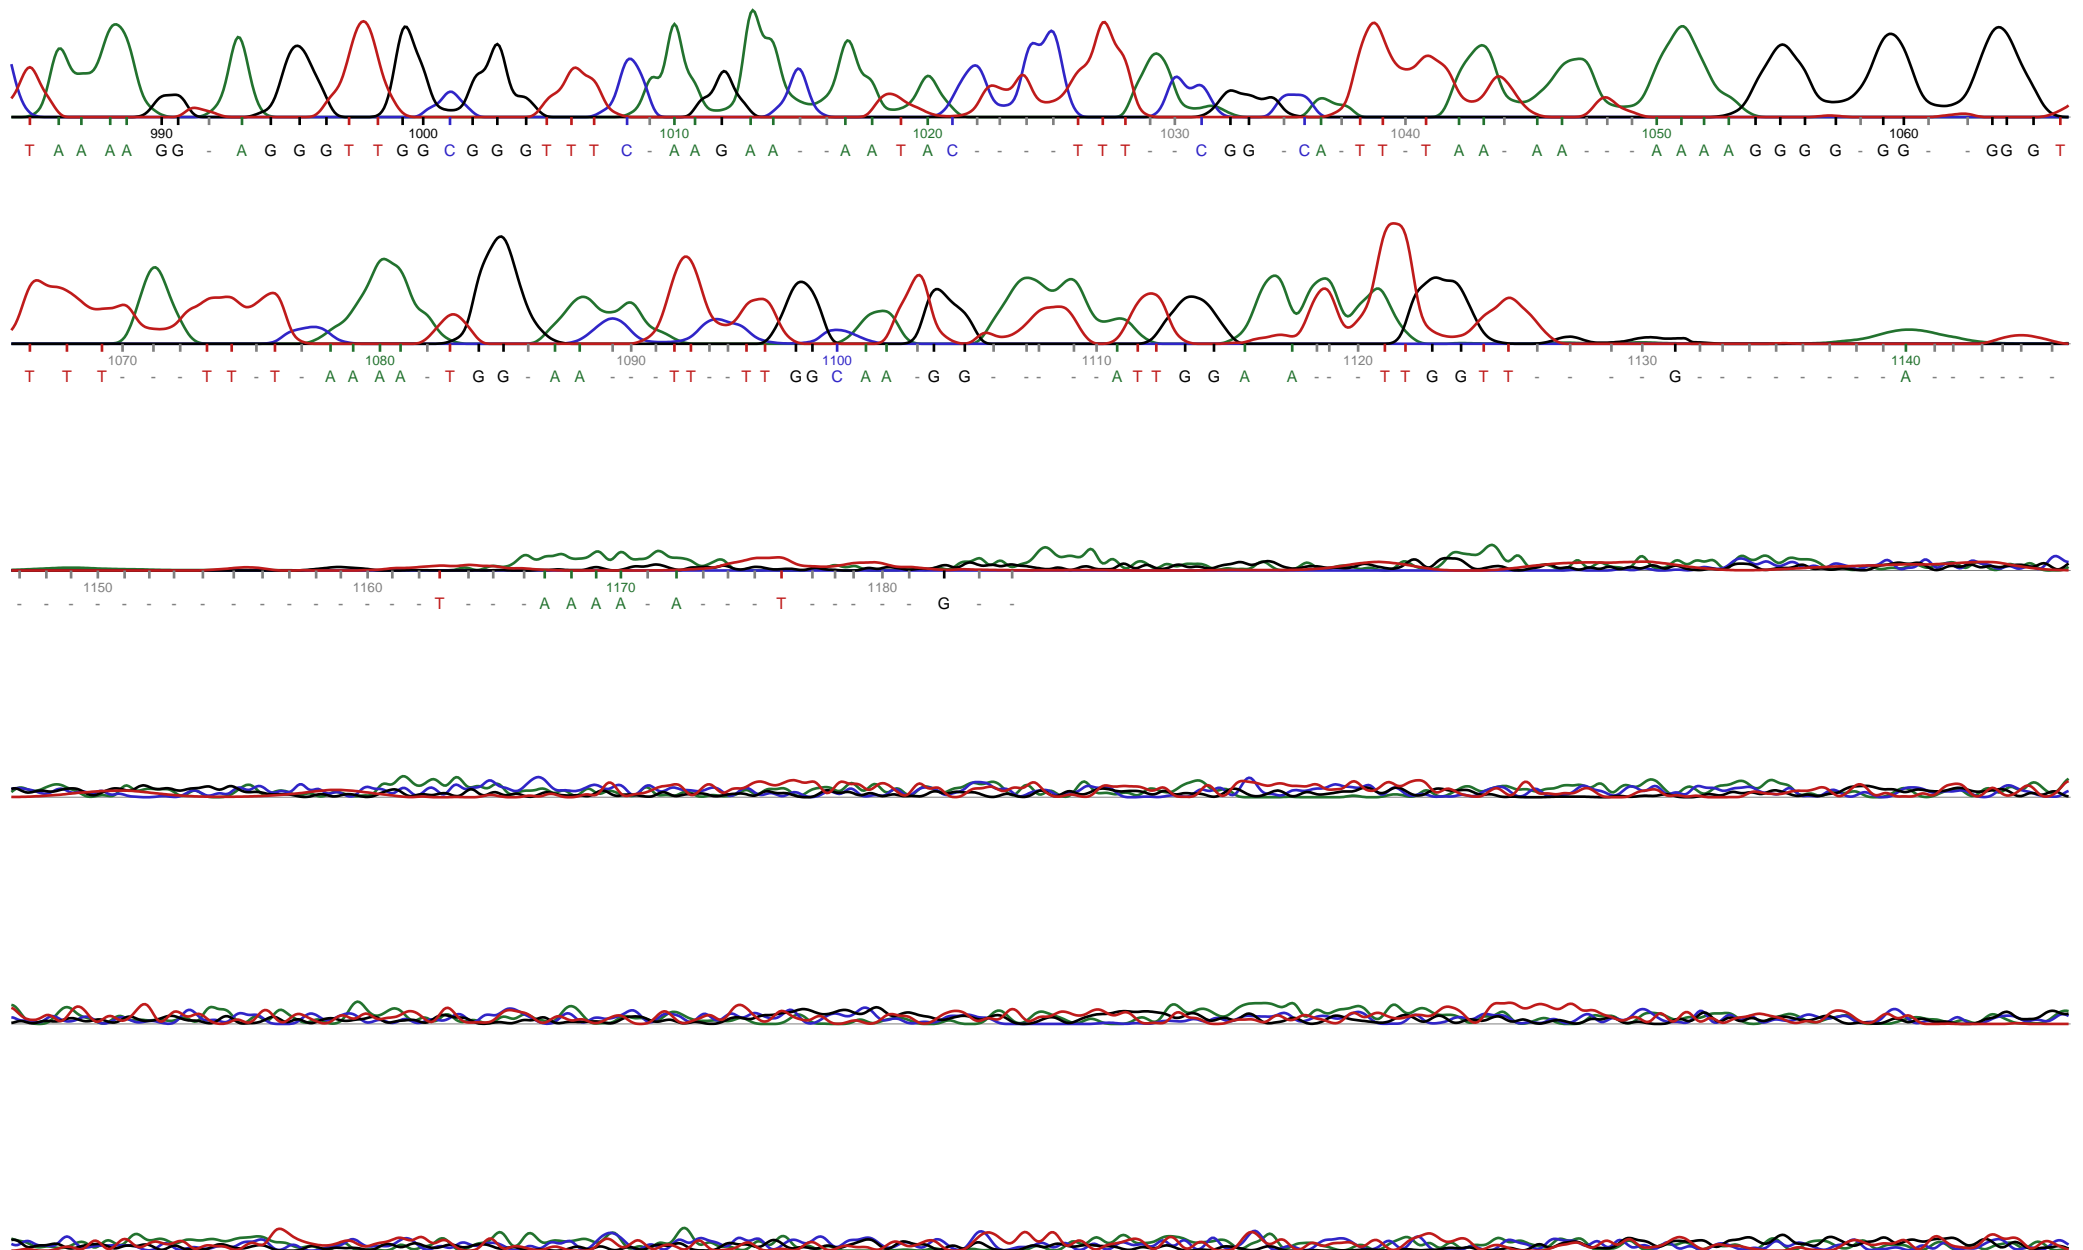 990 1000 1010 1020 1030 1040 1050 1060
T A A A A G G - A G G G T T G G C G G G T T T C - A A G A A - - A A T A C - - - - T T T - - C G G - C A - T T - T A A - A A - - - A A A A G G G G - G G - - G G G T
1070 1080 1090 1100 1110 1120 1130 1140
T T T - - - T T - T - A A A A - T G G - A A - - - T T - - T T G G C A A - G G - - - - - A T T G G A A - - - T T G G T T - - - - - G - - - - - - - - A - - - - - -
1150 1160 1170 1180
- - - - - - - - - - - - - - - - T - - - A A A A - A - - - T - - - - - G - -